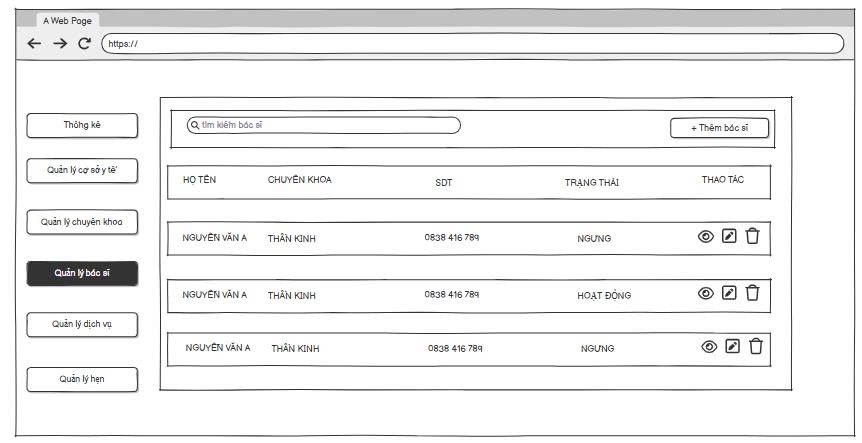 A Web Page
https://
Thống kê
Quản lý cơ sở y tế
Quản lý chuyên khoa
Quản lý bác sĩ
Quản lý dịch vụ
Quản lý hẹn
tìm kiếm bác sĩ
+ Thêm bác sĩ
HỌ TÊN CHUYÊN KHOA SDT TRẠNG THÁI THAO TÁC
NGUYỄN VĂN A THẦN KINH 0838 416 789 NGƯNG
NGUYỄN VĂN A THẦN KINH 0838 416 789 HOẠT ĐỘNG
NGUYỄN VĂN A THẦN KINH 0838 416 789 NGƯNG